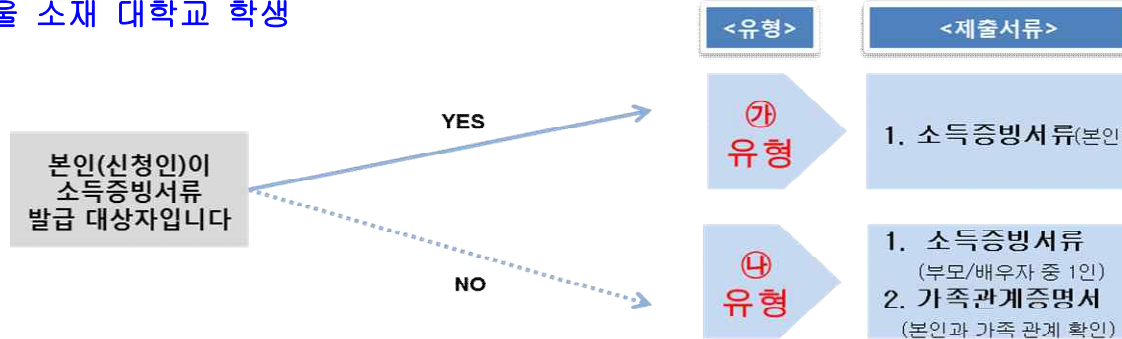 울 소재 대학교 학생
<유형>
<제출서류>
YES
㉮
유형
1. 소득증빙서류(본인
본인(신청인)이
소득증빙서류
발급 대상자입니다
NO
㉯
유형
1. 소득증빙서류
(부모/배우자 중 1인)
2. 가족관계증명서
(본인과 가족 관계 확인)